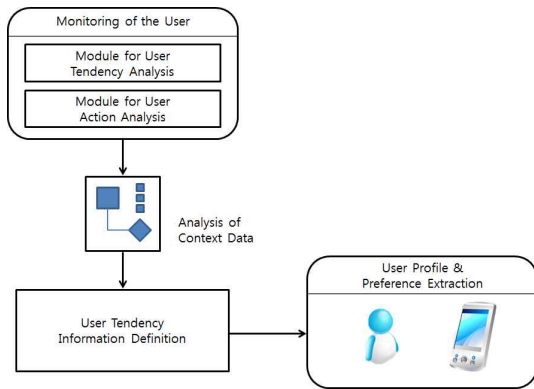 Monitoring of the User
Module for User
Tendency Analysis
Module for User
Action Analysis
Analysis of
Context Data
User Tendency
Information Definition
User Profile &
Preference Extraction